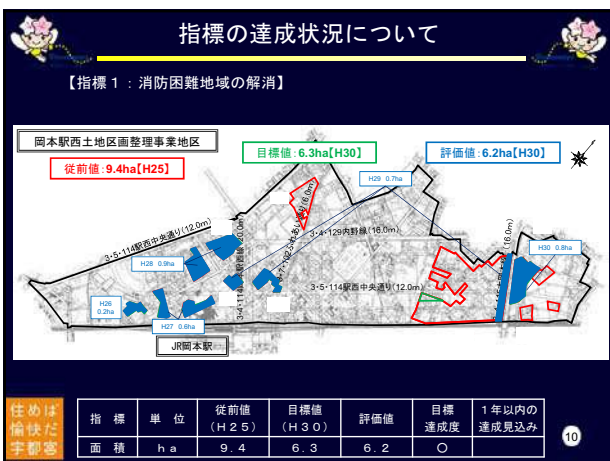 指標の達成状況について
【指標１：消防困難地域の解消】
岡本駅西土地区画整理事業地区
従前値：9.4ha【H25】
目標値：6.3ha【H30】
評価値：6.2ha【H30】
H29 0.7ha
H30 0.8ha
H28 0.9ha
H26
0.2ha
H27 0.6ha
3・5・114駅西中央通り(12.0m)
3・4・129内野線(16.0m)
3・5・114駅西中央通り(12.0m)
(16.0m)
JR岡本駅
指 標 単 位 従前値（Ｈ２５） 目標値（Ｈ３０） 評価値 目標達成度 １年以内の達成見込み
面 積 ｈａ ９．４ ６．３ ６．２ ○
住めば
愉快だ
宇都宮
10